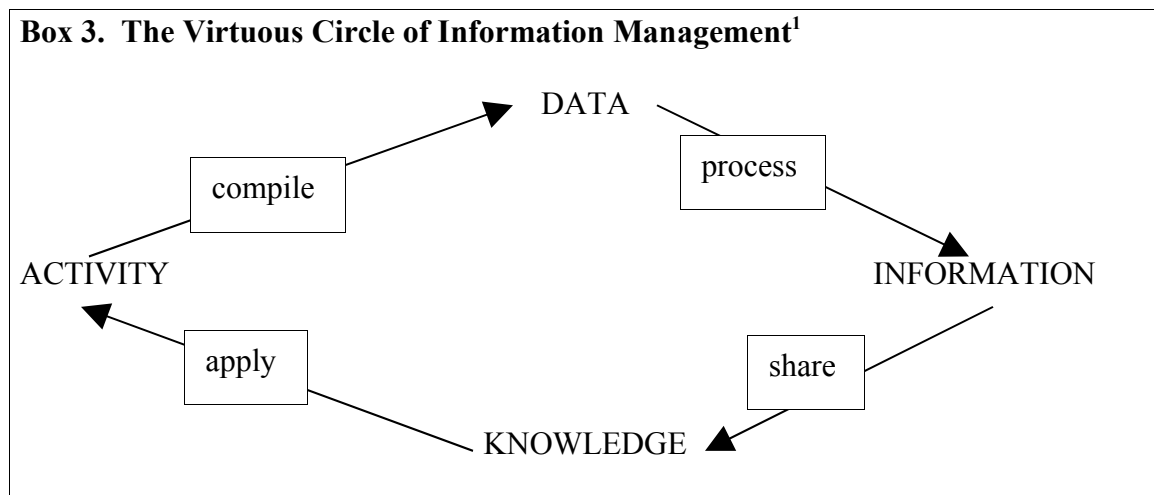 Box 3. The Virtuous Circle of Information Management1
DATA
process
compile
ACTIVITY
INFORMATION
apply
share
KNOWLEDGE